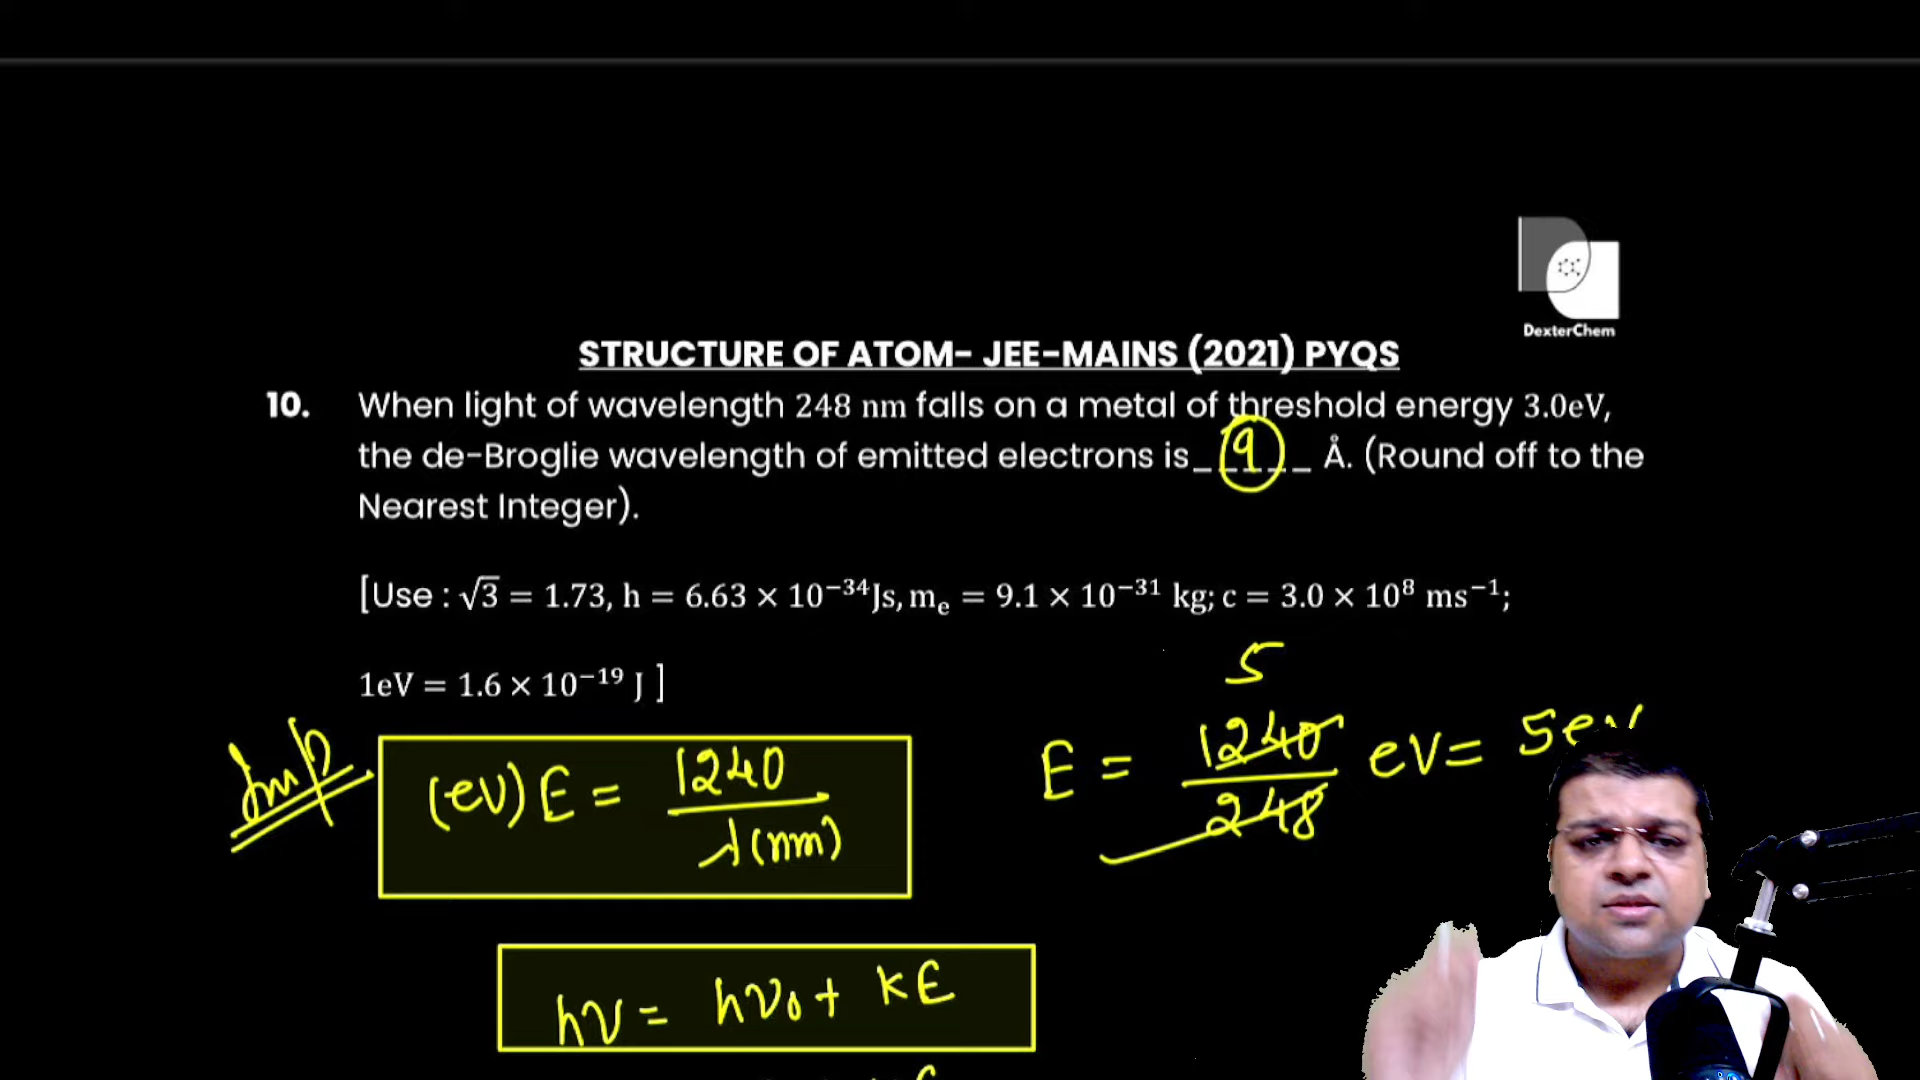 DexterChem
STRUCTURE OF ATOM- JEE-MAINS (2021) PYQS
10. When light of wavelength 248 nm falls on a metal of threshold energy 3.0eV,
the de-Broglie wavelength of emitted electrons is_ 9 _ Å. (Round off to the
Nearest Integer).
[Use : √3 = 1.73, h = 6.63 × 10⁻³⁴Js, mₑ = 9.1 × 10⁻³¹ kg; c = 3.0 × 10⁸ ms⁻¹;
1eV = 1.6 × 10⁻¹⁹ J ]
Imp
(eV) E = 1240 / λ(nm)
5
E = 1240 / 248 eV = 5eV
hν = hν₀ + KE